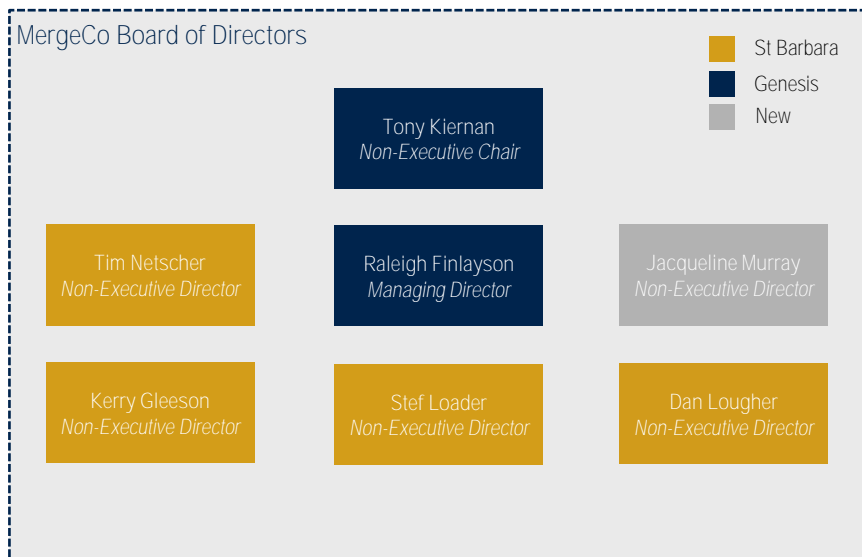 MergeCo Board of Directors
St Barbara
Genesis
New
Tony Kiernan
Non-Executive Chair
Tim Netscher
Non-Executive Director
Raleigh Finlayson
Managing Director
Jacqueline Murray
Non-Executive Director
Kerry Gleeson
Non-Executive Director
Stef Loader
Non-Executive Director
Dan Lougher
Non-Executive Director